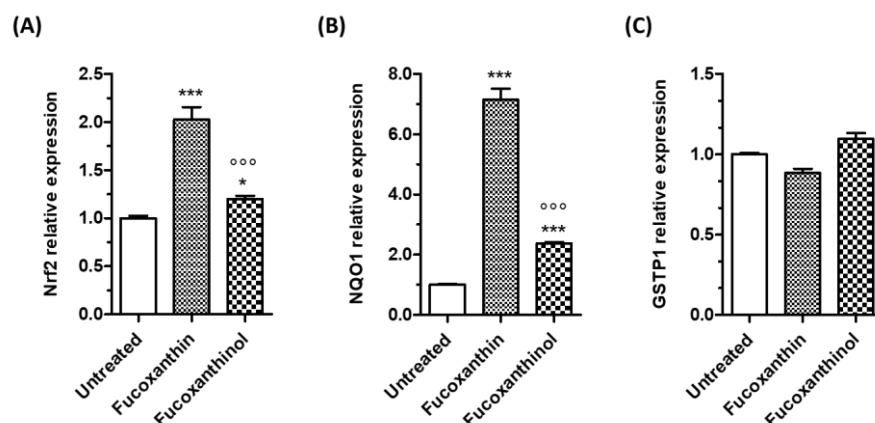 (A)
Nrf2 relative expression
2.5
2.0
1.5
1.0
0.5
0.0
***
°°°
*
Untreated
Fucoxanthin
Fucoxanthinol
(B)
NQO1 relative expression
8.0
6.0
4.0
2.0
0.0
***
°°°
***
Untreated
Fucoxanthin
Fucoxanthinol
(C)
GSTP1 relative expression
1.5
1.0
0.5
0.0
Untreated
Fucoxanthin
Fucoxanthinol